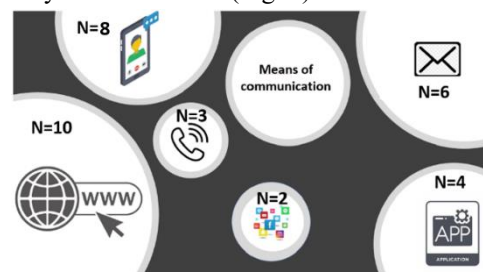 N=8
Means of
communication
N=6
N=3
N=10
www
N=2
N=4
APP
APPLICATION